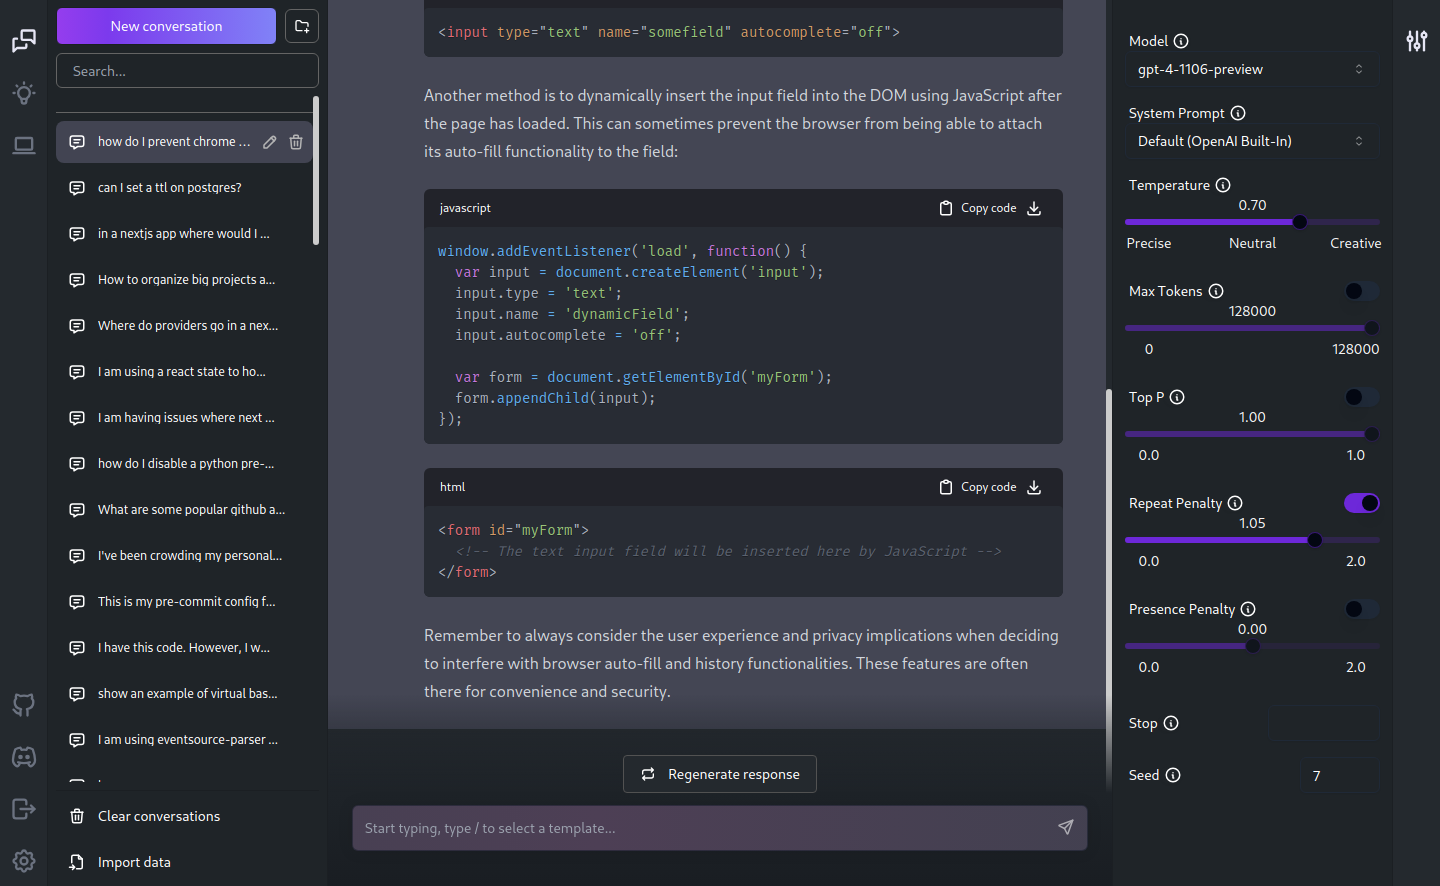 New conversation
Search...
how do I prevent chrome ...
can I set a ttl on postgres?
in a nextjs app where would I ...
How to organize big projects a...
Where do providers go in a nex...
I am using a react state to ho...
I am having issues where next ...
how do I disable a python pre-...
What are some popular github a...
I've been crowding my personal...
This is my pre-commit config f...
I have this code. However, I w...
show an example of virtual bas...
I am using eventsource-parser ...
Clear conversations
Import data
<input type="text" name="somefield" autocomplete="off">
Another method is to dynamically insert the input field into the DOM using JavaScript after
the page has loaded. This can sometimes prevent the browser from being able to attach
its auto-fill functionality to the field:
javascript
Copy code
window.addEventListener('load', function() {
  var input = document.createElement('input');
  input.type = 'text';
  input.name = 'dynamicField';
  input.autocomplete = 'off';
  var form = document.getElementById('myForm');
  form.appendChild(input);
});
html
Copy code
<form id="myForm">
  <!-- The text input field will be inserted here by JavaScript -->
</form>
Remember to always consider the user experience and privacy implications when deciding
to interfere with browser auto-fill and history functionalities. These features are often
there for convenience and security.
Regenerate response
Start typing, type / to select a template...
Model
gpt-4-1106-preview
System Prompt
Default (OpenAI Built-In)
Temperature
0.70
Precise Neutral Creative
Max Tokens
128000
0 128000
Top P
1.00
0.0 1.0
Repeat Penalty
1.05
0.0 2.0
Presence Penalty
0.00
0.0 2.0
Stop
Seed
7